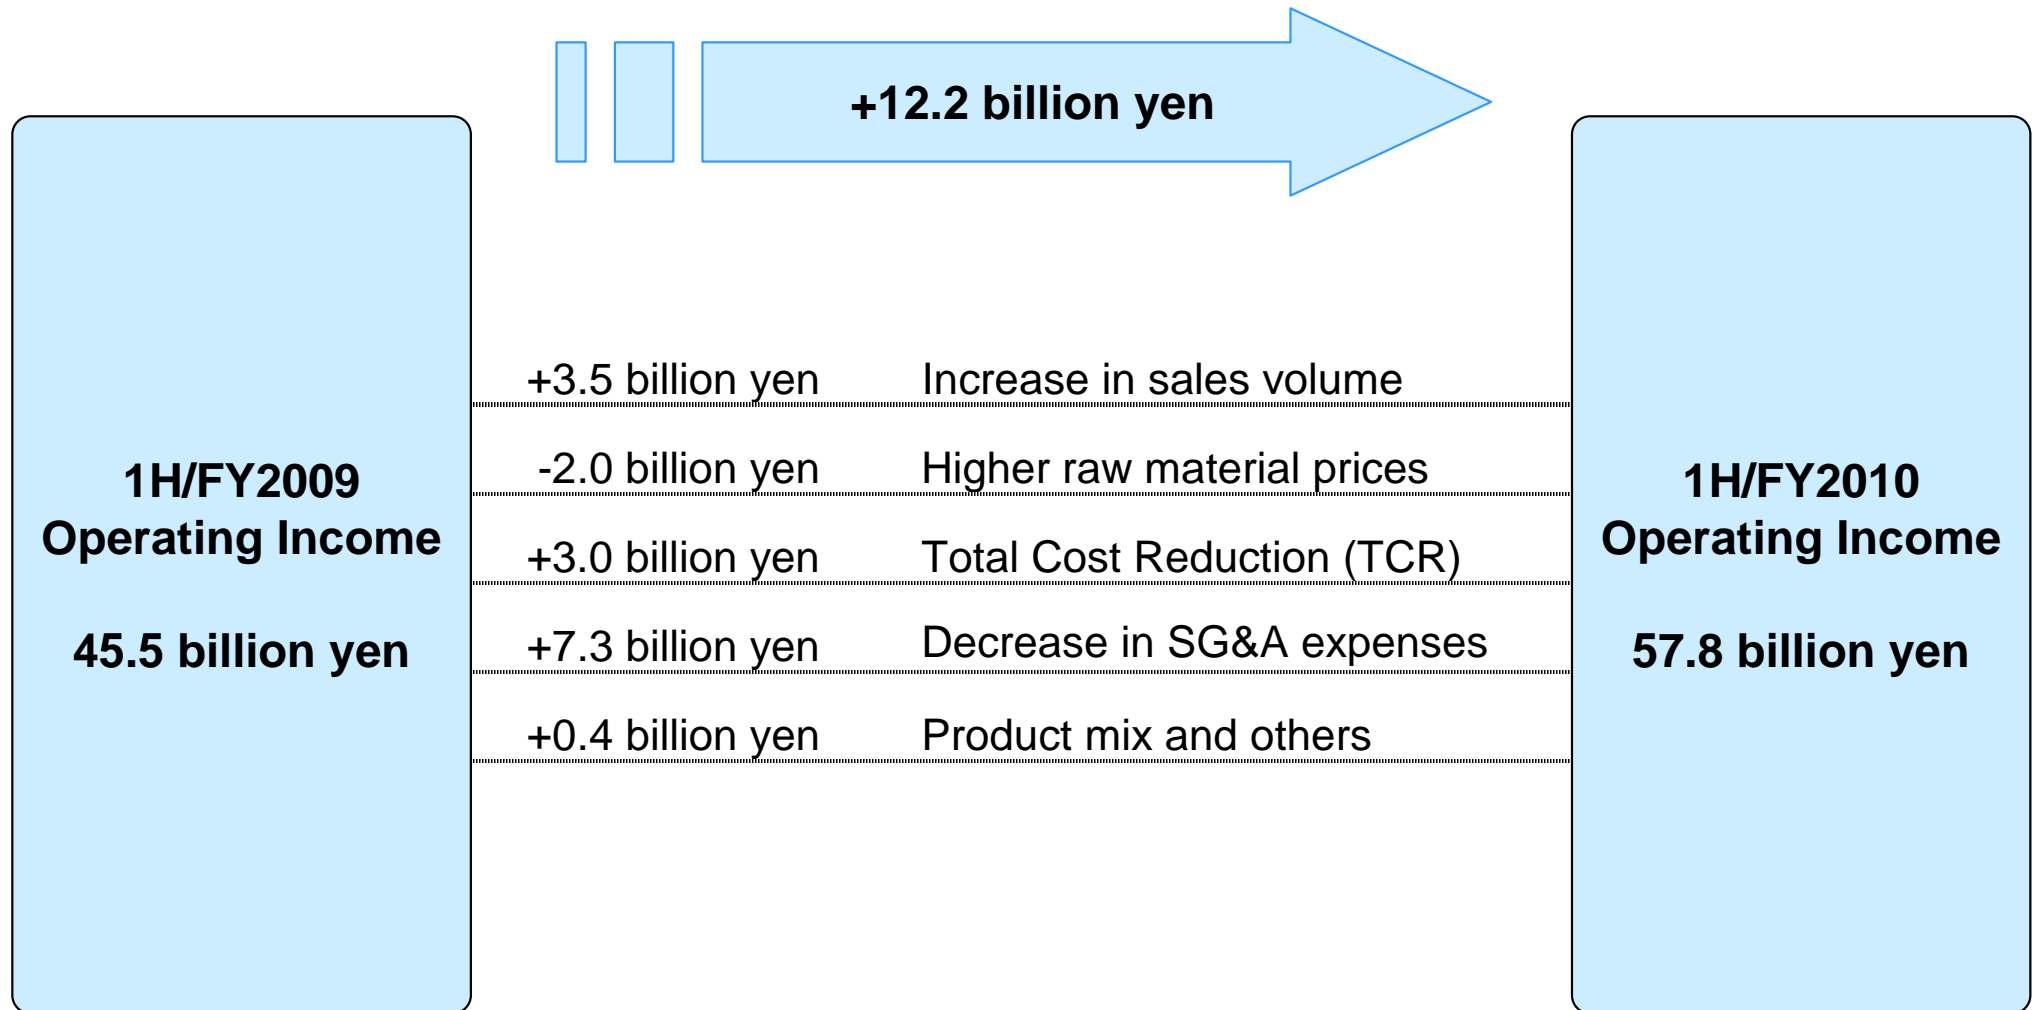 +12.2 billion yen
1H/FY2009
Operating Income
45.5 billion yen
+3.5 billion yen Increase in sales volume
-2.0 billion yen Higher raw material prices
+3.0 billion yen Total Cost Reduction (TCR)
+7.3 billion yen Decrease in SG&A expenses
+0.4 billion yen Product mix and others
1H/FY2010
Operating Income
57.8 billion yen